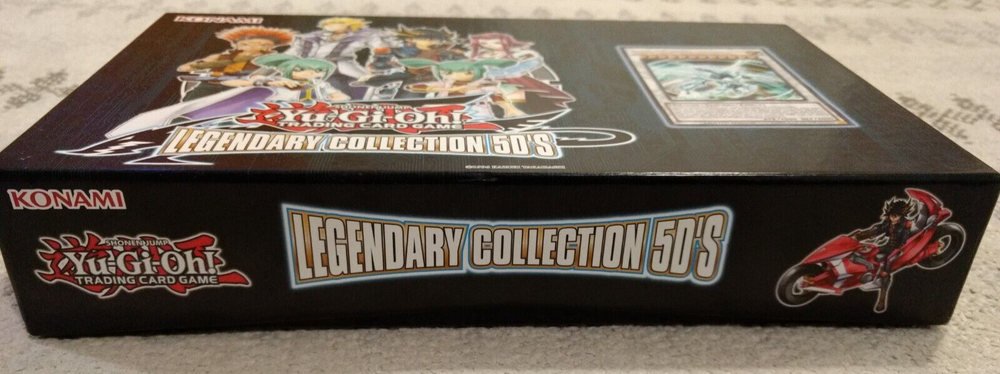 KONAMI
SHONEN JUMP
Yu-Gi-Oh!
TRADING CARD GAME
LEGENDARY COLLECTION 5D'S
KONAMI
SHONEN JUMP
Yu-Gi-Oh!
TRADING CARD GAME
LEGENDARY COLLECTION 5D'S